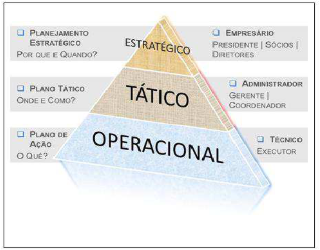 PLANEJAMENTO
ESTRATÉGICO
POR QUE E QUANDO?
ESTRATÉGICO
EMPRESÁRIO
PRESIDENTE | SÓCIOS |
DIRETORES
PLANO TÁTICO
ONDE E COMO?
TÁTICO
ADMINISTRADOR
GERENTE |
COORDENADOR
PLANO DE
AÇÃO
O QUÊ?
OPERACIONAL
TÉCNICO
EXECUTOR